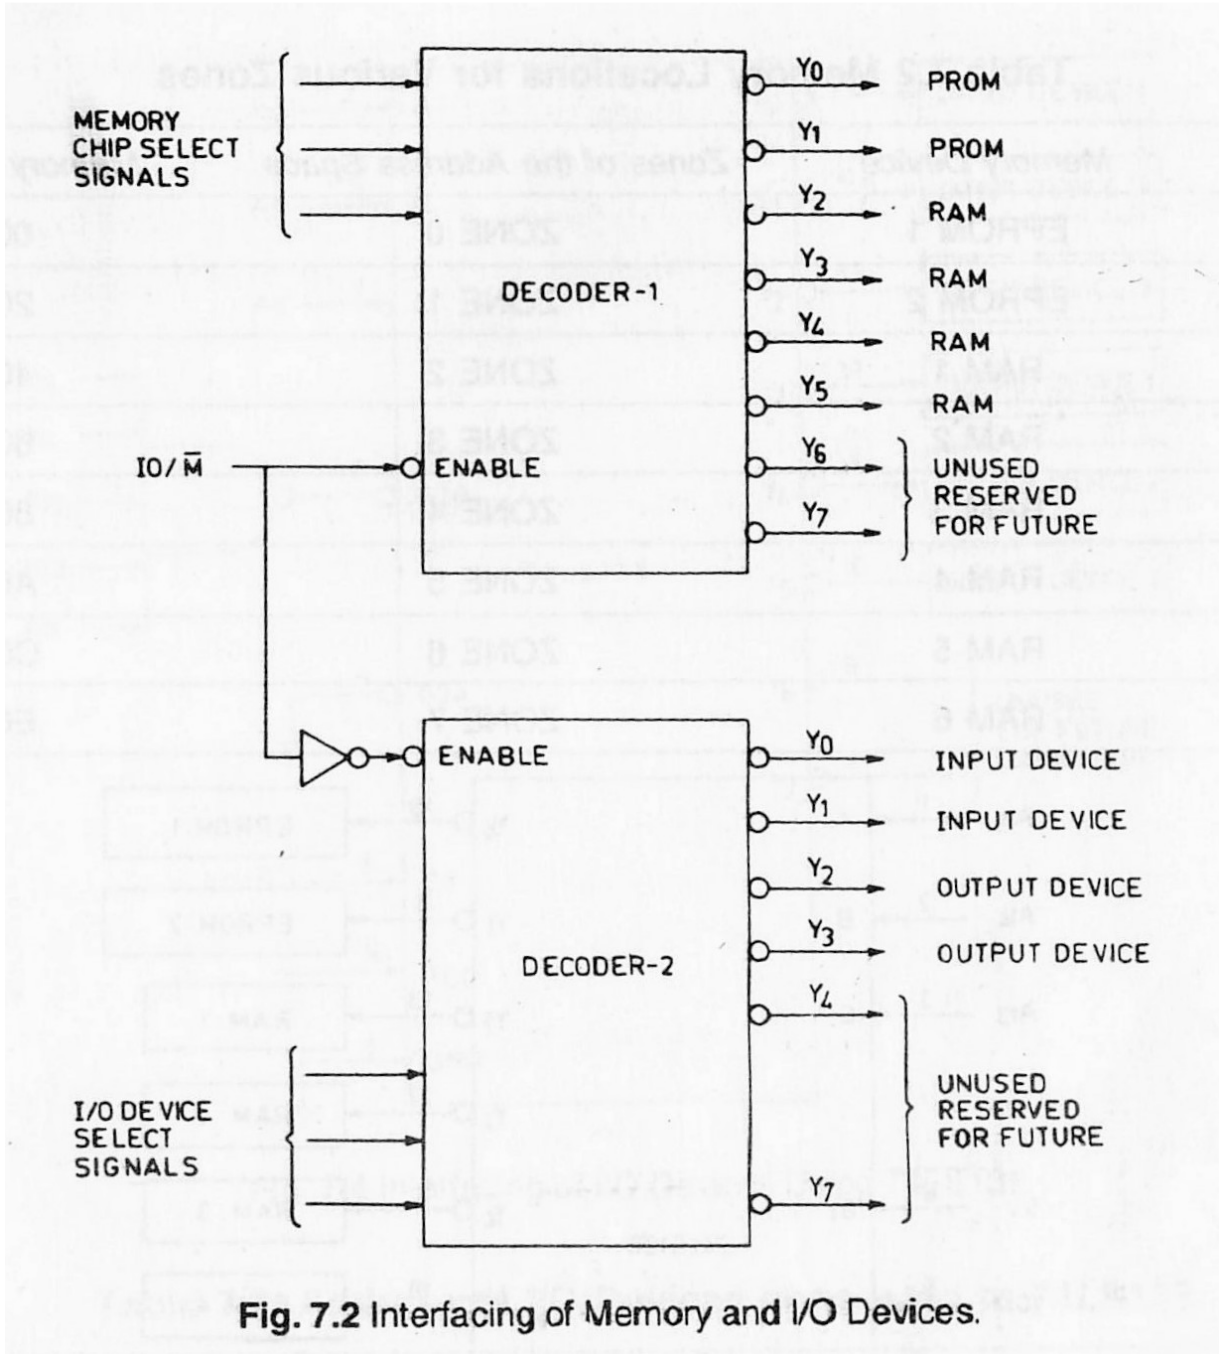 MEMORY
CHIP SELECT
SIGNALS
DECODER-1
Y0 PROM
Y1 PROM
Y2 RAM
Y3 RAM
Y4 RAM
Y5 RAM
Y6
Y7
UNUSED
RESERVED
FOR FUTURE
IO/M̅ ENABLE
ENABLE
DECODER-2
Y0 INPUT DEVICE
Y1 INPUT DEVICE
Y2 OUTPUT DEVICE
Y3 OUTPUT DEVICE
Y4
Y7
UNUSED
RESERVED
FOR FUTURE
I/O DEVICE
SELECT
SIGNALS
Fig. 7.2 Interfacing of Memory and I/O Devices.